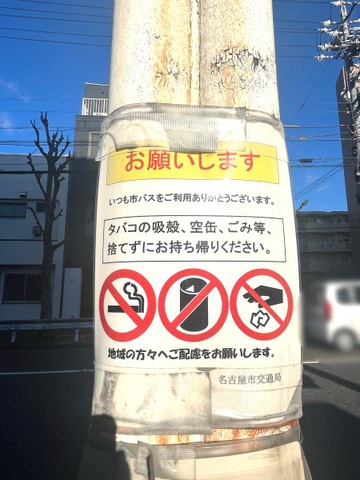 お願いします
いつも市バスをご利用ありがとうございます。
タバコの吸殻、空缶、ごみ等、
捨てずにお持ち帰りください。
地域の方々へご配慮をお願いします。
名古屋市交通局